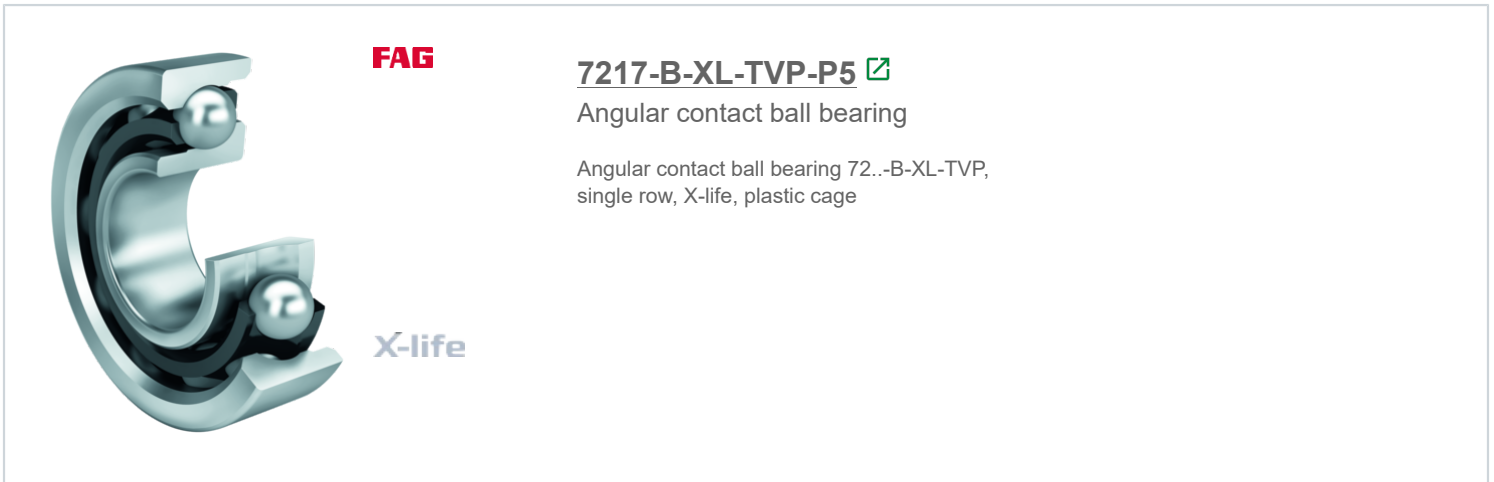 FAG
7217-B-XL-TVP-P5
Angular contact ball bearing
Angular contact ball bearing 72..-B-XL-TVP,
single row, X-life, plastic cage
X-life